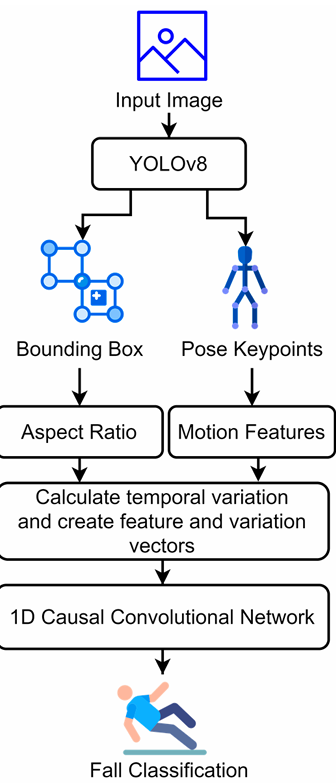 Input Image
YOLOv8
Bounding Box
Pose Keypoints
Aspect Ratio
Motion Features
Calculate temporal variation
and create feature and variation
vectors
1D Causal Convolutional Network
Fall Classification